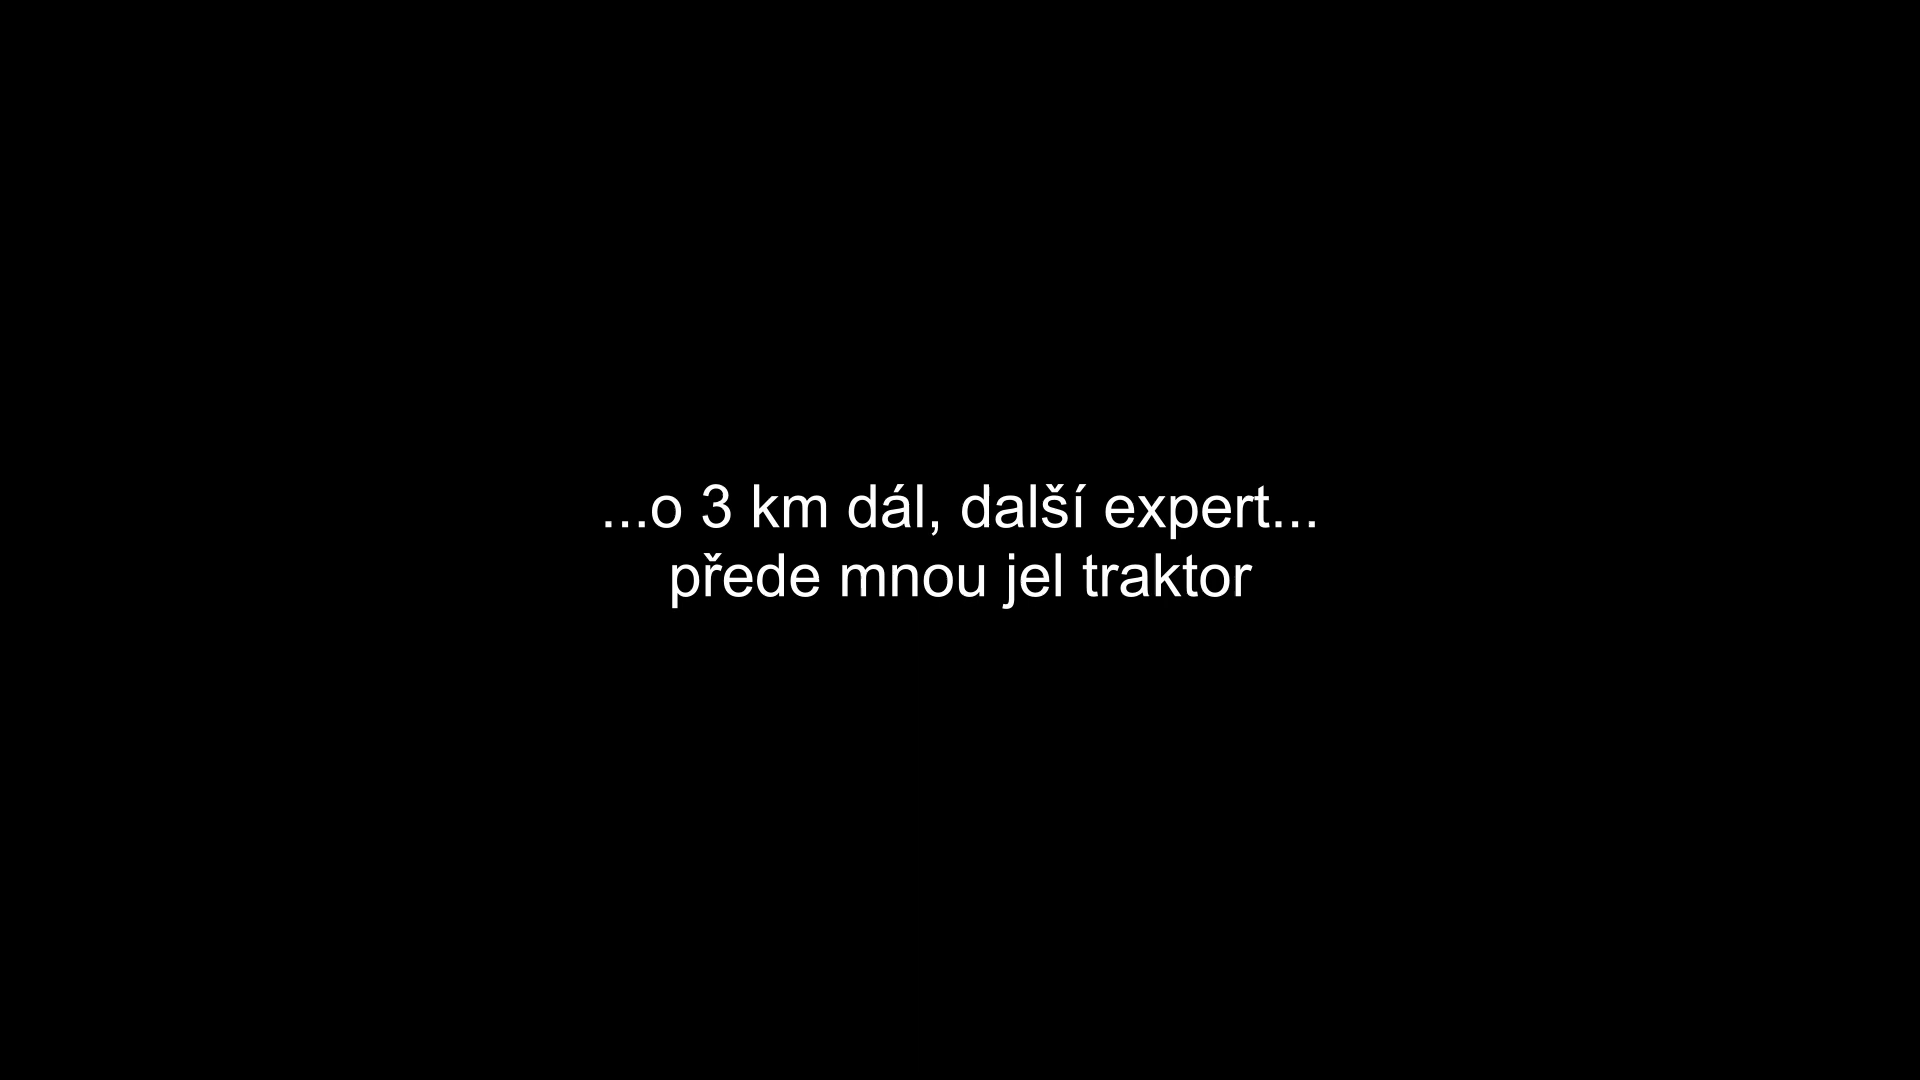 ...o 3 km dál, další expert...
přede mnou jel traktor